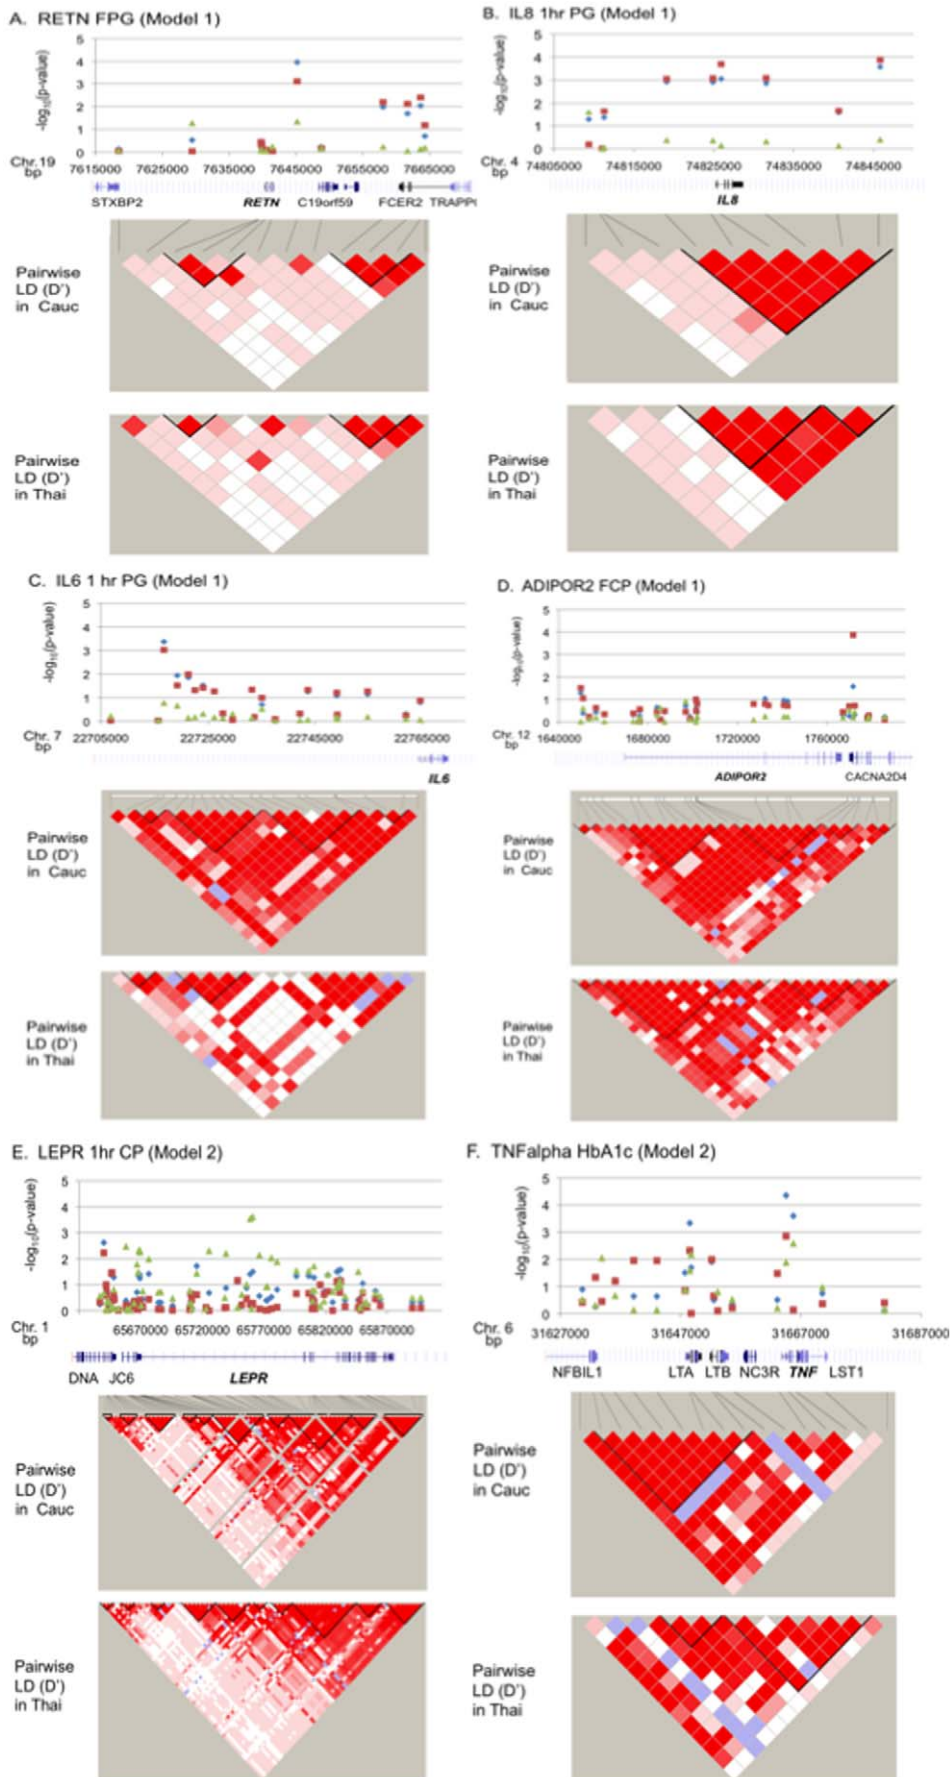 A. RETN FPG (Model 1)
-log10(p-value)
5
4
3
2
1
0
Chr.19
bp
7615000 7625000 7635000 7645000 7655000 7665000
STXBP2 RETN C19orf59 FCER2
Pairwise
LD (D')
in Cauc
Pairwise
LD (D')
in Thai
B. IL8 1hr PG (Model 1)
-log10(p-value)
5
4
3
2
1
0
Chr. 4
bp
74805000 74815000 74825000 74835000 74845000
IL8
Pairwise
LD (D')
in Cauc
Pairwise
LD (D')
in Thai
C. IL6 1 hr PG (Model 1)
-log10(p-value)
5
4
3
2
1
0
Chr. 7
bp
22705000 22725000 22745000 22765000
IL6
Pairwise
LD (D')
in Cauc
Pairwise
LD (D')
in Thai
D. ADIPOR2 FCP (Model 1)
-log10(p-value)
5
4
3
2
1
0
Chr. 12
bp
1640000 1680000 1720000 1760000
ADIPOR2 CACNA2D4
Pairwise
LD (D')
in Cauc
Pairwise
LD (D')
in Thai
E. LEPR 1hr CP (Model 2)
-log10(p-value)
5
4
3
2
1
0
Chr. 1
bp
65670000 65720000 65770000 65820000 65870000
DNA JC6 LEPR
Pairwise
LD (D')
in Cauc
Pairwise
LD (D')
in Thai
F. TNFalpha HbA1c (Model 2)
-log10(p-value)
5
4
3
2
1
0
Chr. 6
bp
31627000 31647000 31667000 31687000
NFBIL1 LTA LTB NC3R TNF LST1
Pairwise
LD (D')
in Cauc
Pairwise
LD (D')
in Thai